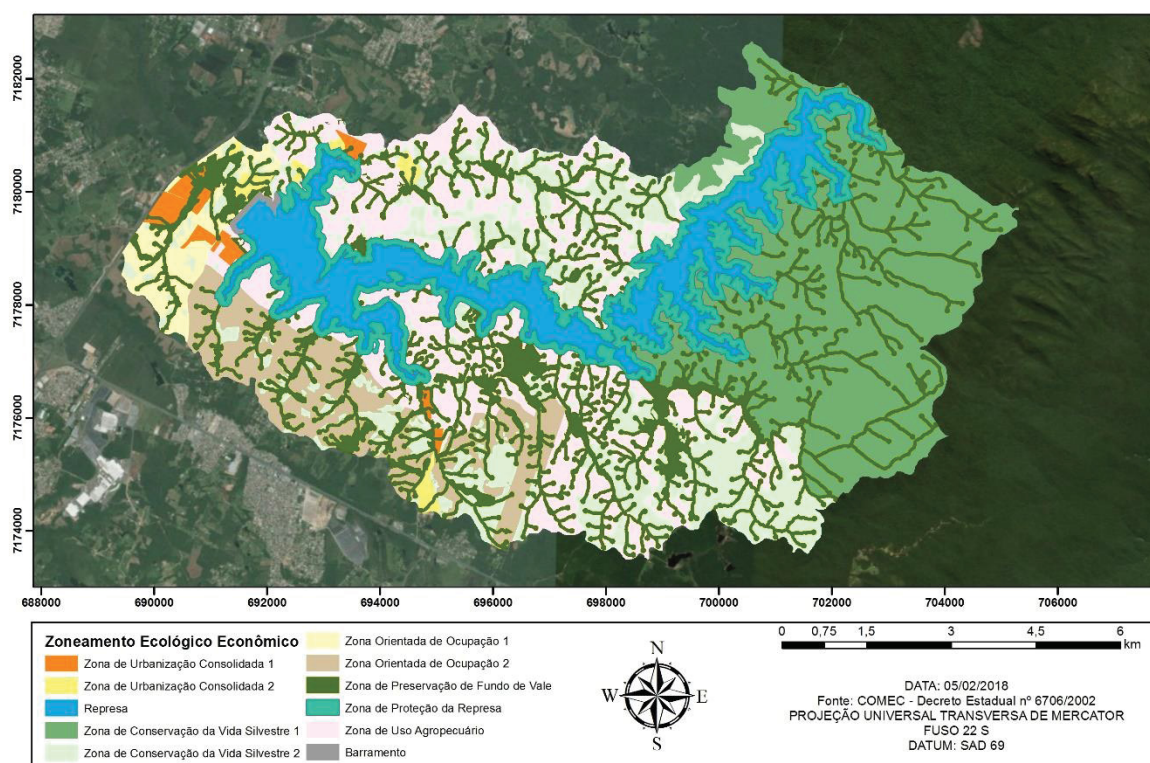 7182000
7180000
7178000
7176000
7174000
688000 690000 692000 694000 696000 698000 700000 702000 704000 706000
Zoneamento Ecológico Econômico
Zona de Urbanização Consolidada 1
Zona de Urbanização Consolidada 2
Represa
Zona de Conservação da Vida Silvestre 1
Zona de Conservação da Vida Silvestre 2
Zona Orientada de Ocupação 1
Zona Orientada de Ocupação 2
Zona de Preservação de Fundo de Vale
Zona de Proteção da Represa
Zona de Uso Agropecuário
Barramento
N
W E
S
0 0,75 1,5 3 4,5 6
km
DATA: 05/02/2018
Fonte: COMEC - Decreto Estadual nº 6706/2002
PROJEÇÃO UNIVERSAL TRANSVERSA DE MERCATOR
FUSO 22 S
DATUM: SAD 69